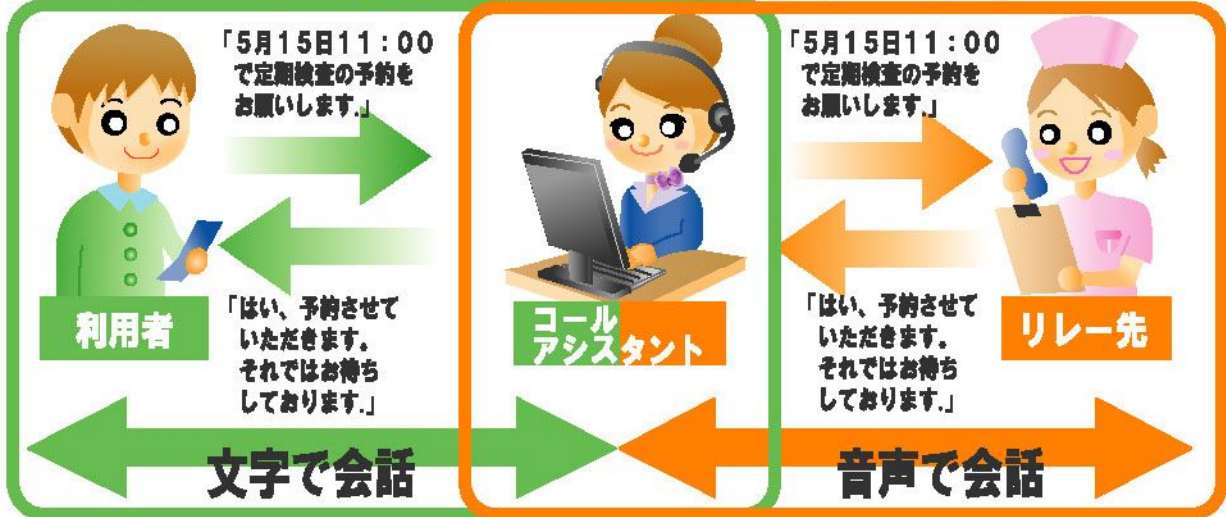 「5月15日11:00
で定期検査の予約を
お願いします.」
「5月15日11:00
で定期検査の予約を
お願いします.」
利用者
「はい、予約させて
いただきます。
それではお待ち
しております.」
コール
アシスタント
「はい、予約させて
いただきます。
それではお待ち
しております.」
リレー先
文字で会話
音声で会話